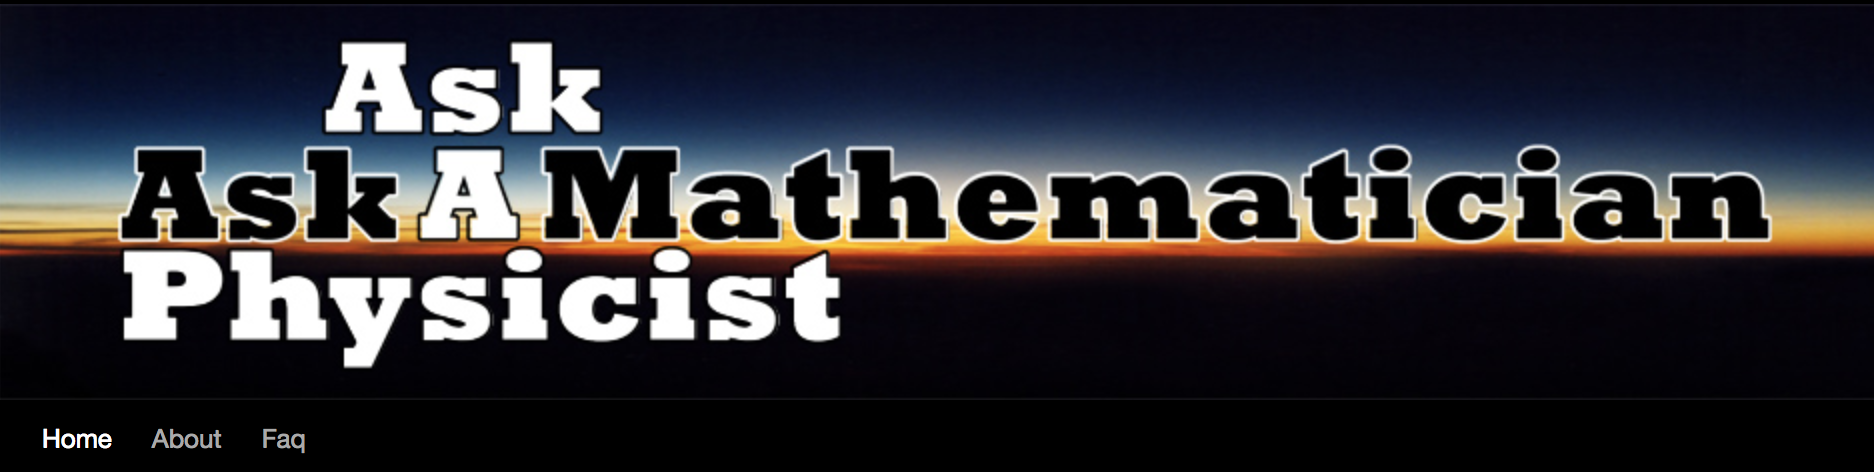 Ask
Ask A Mathematician
Physicist
Home About Faq